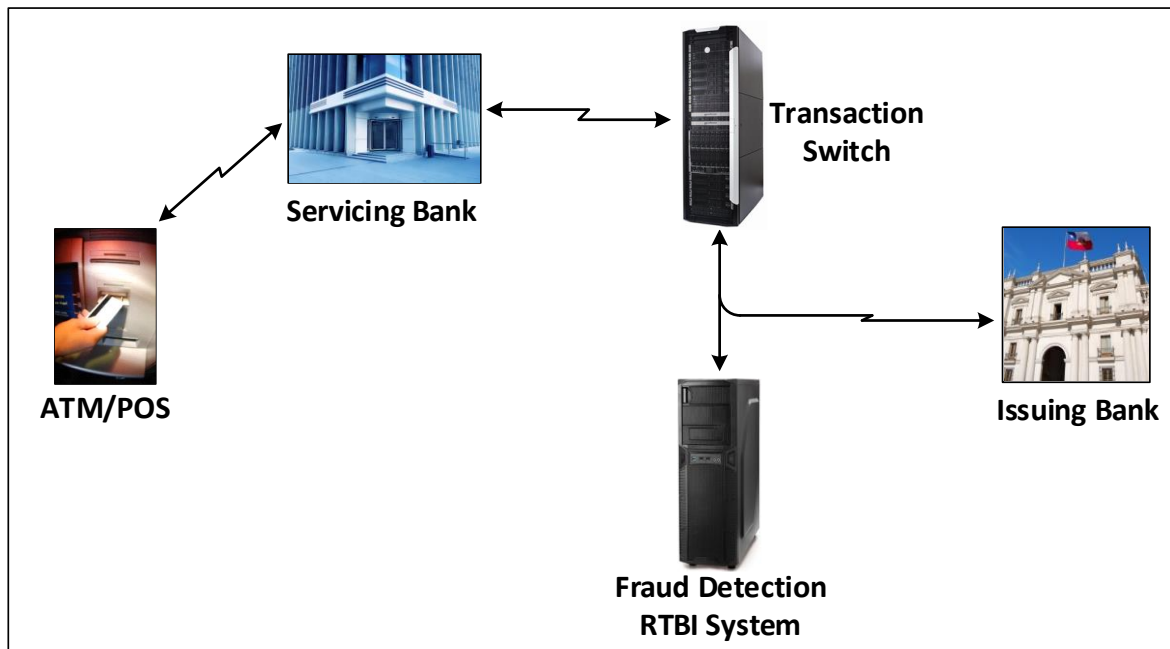 Transaction
Switch
Servicing Bank
ATM/POS
Issuing Bank
Fraud Detection
RTBI System